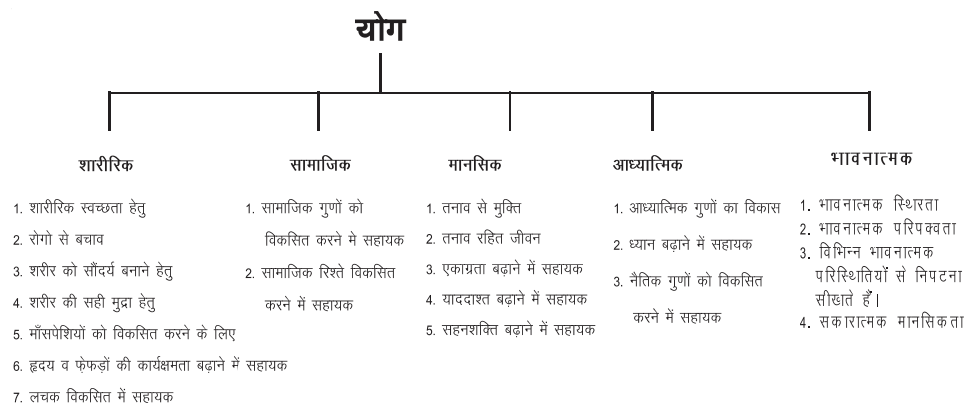 योग
शारीरिक
1. शारीरिक स्वच्छता हेतु
2. रोगो से बचाव
3. शरीर को सौंदर्य बनाने हेतु
4. शरीर की सही मुद्रा हेतु
5. माँसपेशियों को विकसित करने के लिए
6. हृदय व फे़फड़ों की कार्यक्षमता बढ़ाने में सहायक
7. लचक विकसित में सहायक
सामाजिक
1. सामाजिक गुणों को
विकसित करने मे सहायक
2. सामाजिक रिश्ते विकसित
करने में सहायक
मानसिक
1. तनाव से मुक्ति
2. तनाव रहित जीवन
3. एकाग्रता बढ़ाने में सहायक
4. याददाश्त बढ़ाने में सहायक
5. सहनशक्ति बढ़ाने में सहायक
आध्यात्मिक
1. आध्यात्मिक गुणों का विकास
2. ध्यान बढ़ाने में सहायक
3. नैतिक गुणों को विकसित
करने में सहायक
भावनात्मक
1. भावनात्मक स्थिरता
2. भावनात्मक परिपक्वता
3. विभिन्न भावनात्मक
परिस्थितियों से निपटना
सीखते हैं।
4. सकारात्मक मानसिकता